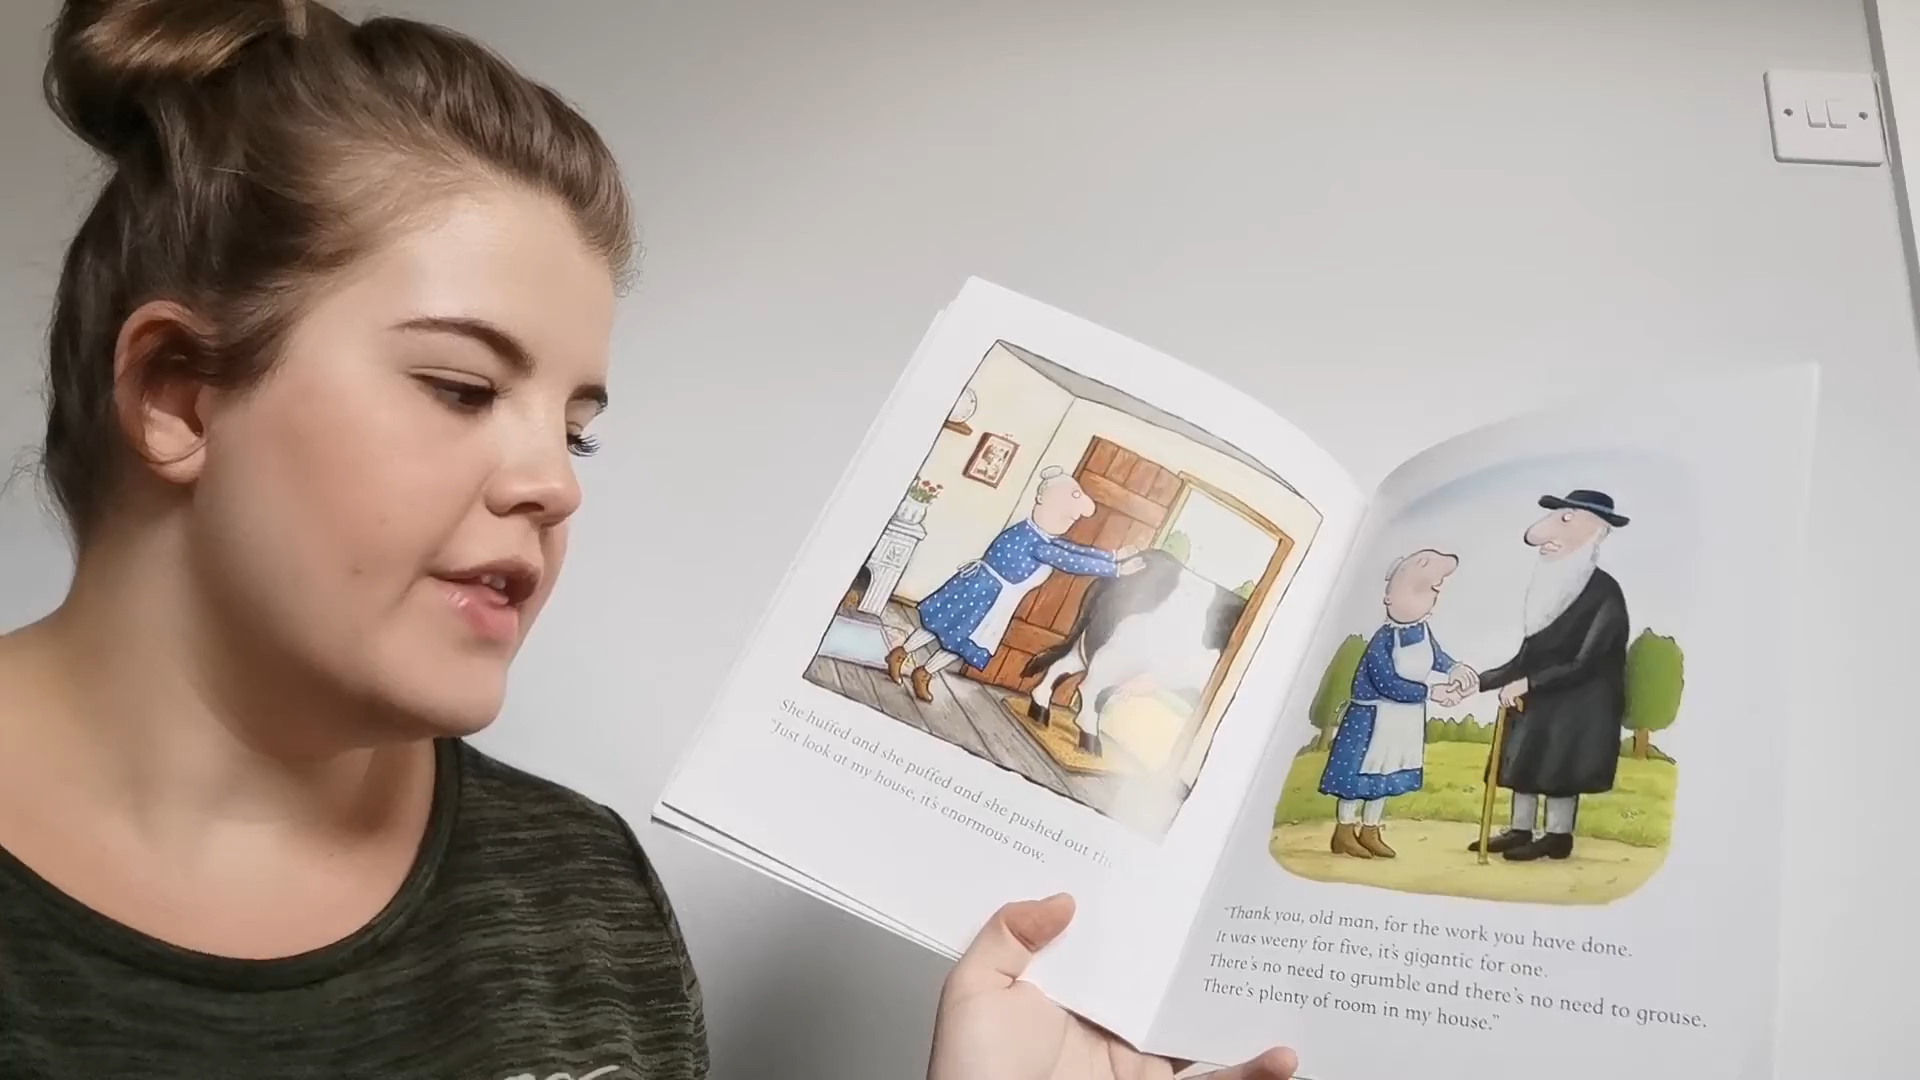 She huffed and she puffed and she pushed out the
"Just look at my house, it's enormous now.
"Thank you, old man, for the work you have done.
It was weeny for five, it's gigantic for one.
There's no need to grumble and there's no need to grouse.
There's plenty of room in my house."